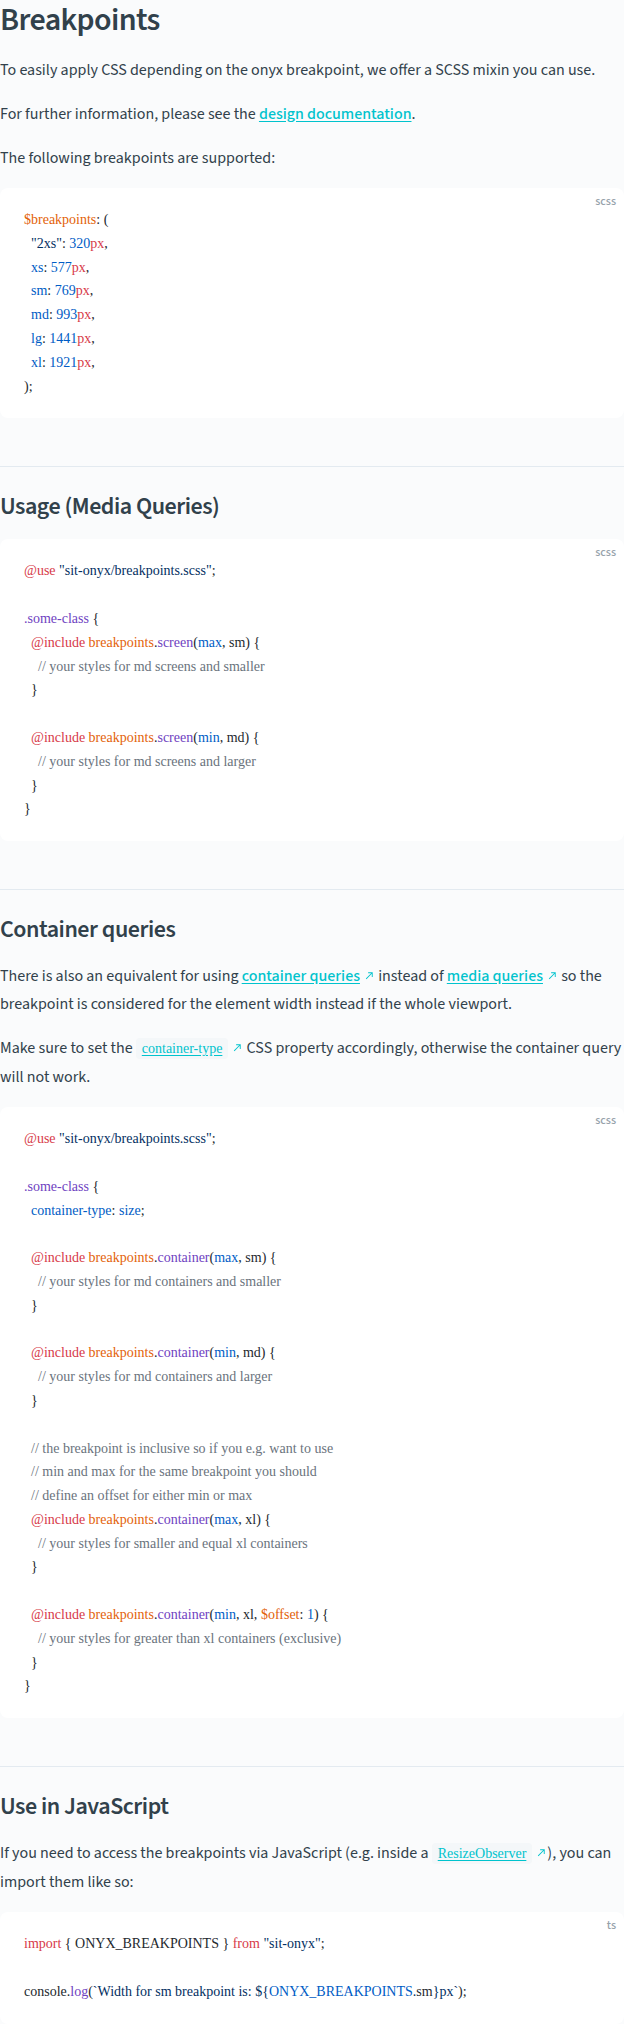 Breakpoints
To easily apply CSS depending on the onyx breakpoint, we offer a SCSS mixin you can use.
For further information, please see the design documentation.
The following breakpoints are supported:
scss
$breakpoints: (
  "2xs": 320px,
  xs: 577px,
  sm: 769px,
  md: 993px,
  lg: 1441px,
  xl: 1921px,
);
Usage (Media Queries)
scss
@use "sit-onyx/breakpoints.scss";
.some-class {
  @include breakpoints.screen(max, sm) {
    // your styles for md screens and smaller
  }
  @include breakpoints.screen(min, md) {
    // your styles for md screens and larger
  }
}
Container queries
There is also an equivalent for using container queries ↗ instead of media queries ↗ so the
breakpoint is considered for the element width instead if the whole viewport.
Make sure to set the container-type ↗ CSS property accordingly, otherwise the container query
will not work.
scss
@use "sit-onyx/breakpoints.scss";
.some-class {
  container-type: size;
  @include breakpoints.container(max, sm) {
    // your styles for md containers and smaller
  }
  @include breakpoints.container(min, md) {
    // your styles for md containers and larger
  }
  // the breakpoint is inclusive so if you e.g. want to use
  // min and max for the same breakpoint you should
  // define an offset for either min or max
  @include breakpoints.container(max, xl) {
    // your styles for smaller and equal xl containers
  }
  @include breakpoints.container(min, xl, $offset: 1) {
    // your styles for greater than xl containers (exclusive)
  }
}
Use in JavaScript
If you need to access the breakpoints via JavaScript (e.g. inside a ResizeObserver ↗), you can
import them like so:
ts
import { ONYX_BREAKPOINTS } from "sit-onyx";
console.log(`Width for sm breakpoint is: ${ONYX_BREAKPOINTS.sm}px`);